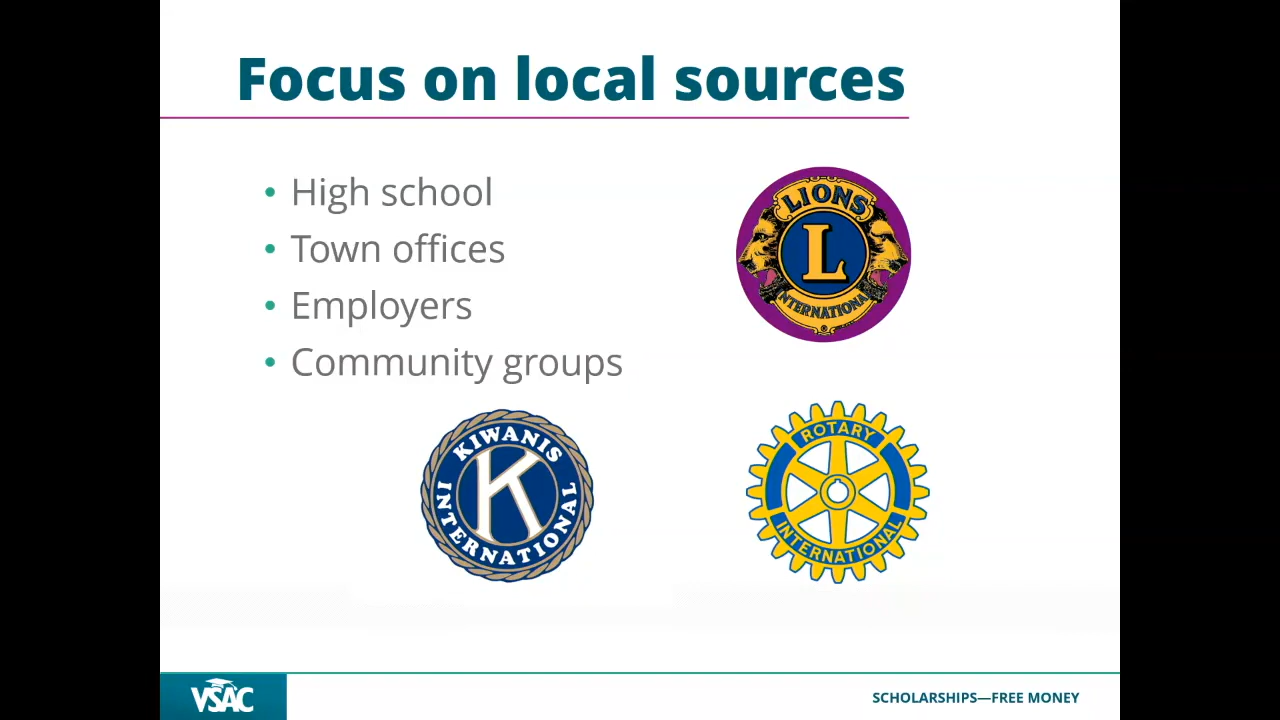 Focus on local sources
• High school
• Town offices
• Employers
• Community groups
LIONS
L
INTERNATIONAL
®
KIWANIS
K
INTERNATIONAL
ROTARY
INTERNATIONAL
VSAC
SCHOLARSHIPS—FREE MONEY